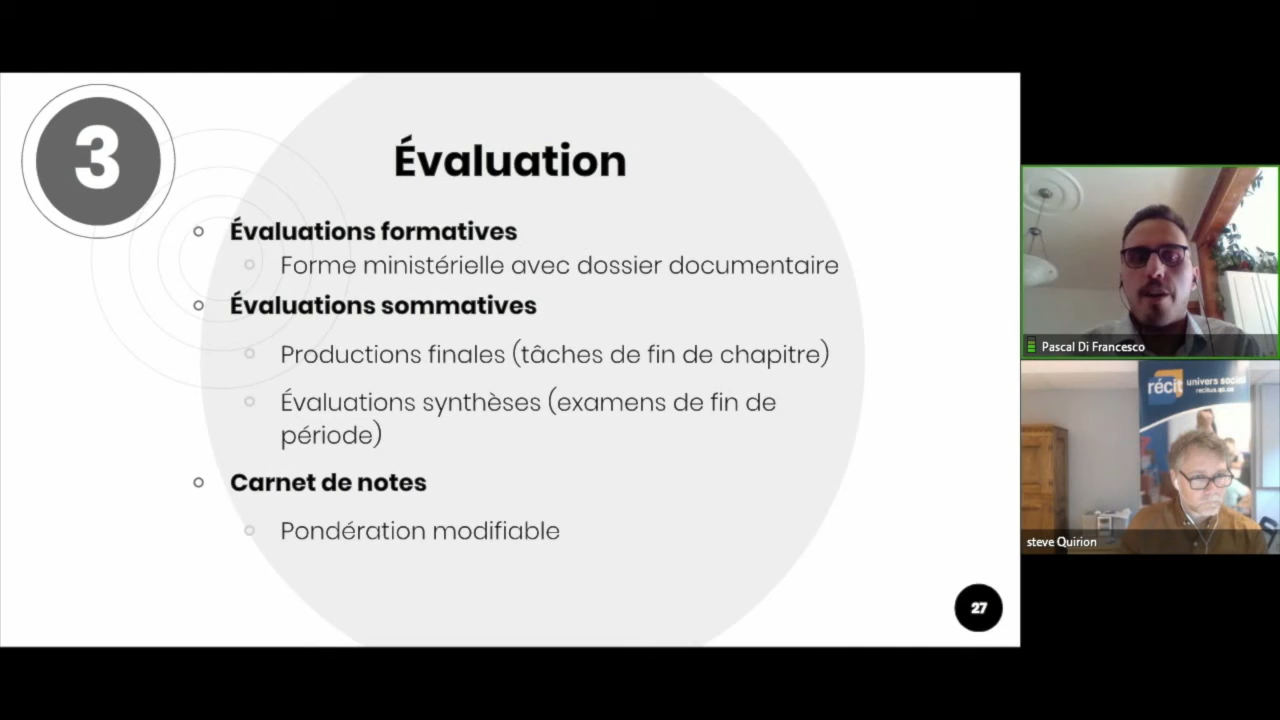 3
Évaluation
Évaluations formatives
Forme ministérielle avec dossier documentaire
Évaluations sommatives
Productions finales (tâches de fin de chapitre)
Évaluations synthèses (examens de fin de
période)
Carnet de notes
Pondération modifiable
27
Pascal Di Francesco
récit univers social
recitus.qc.ca
steve Quirion